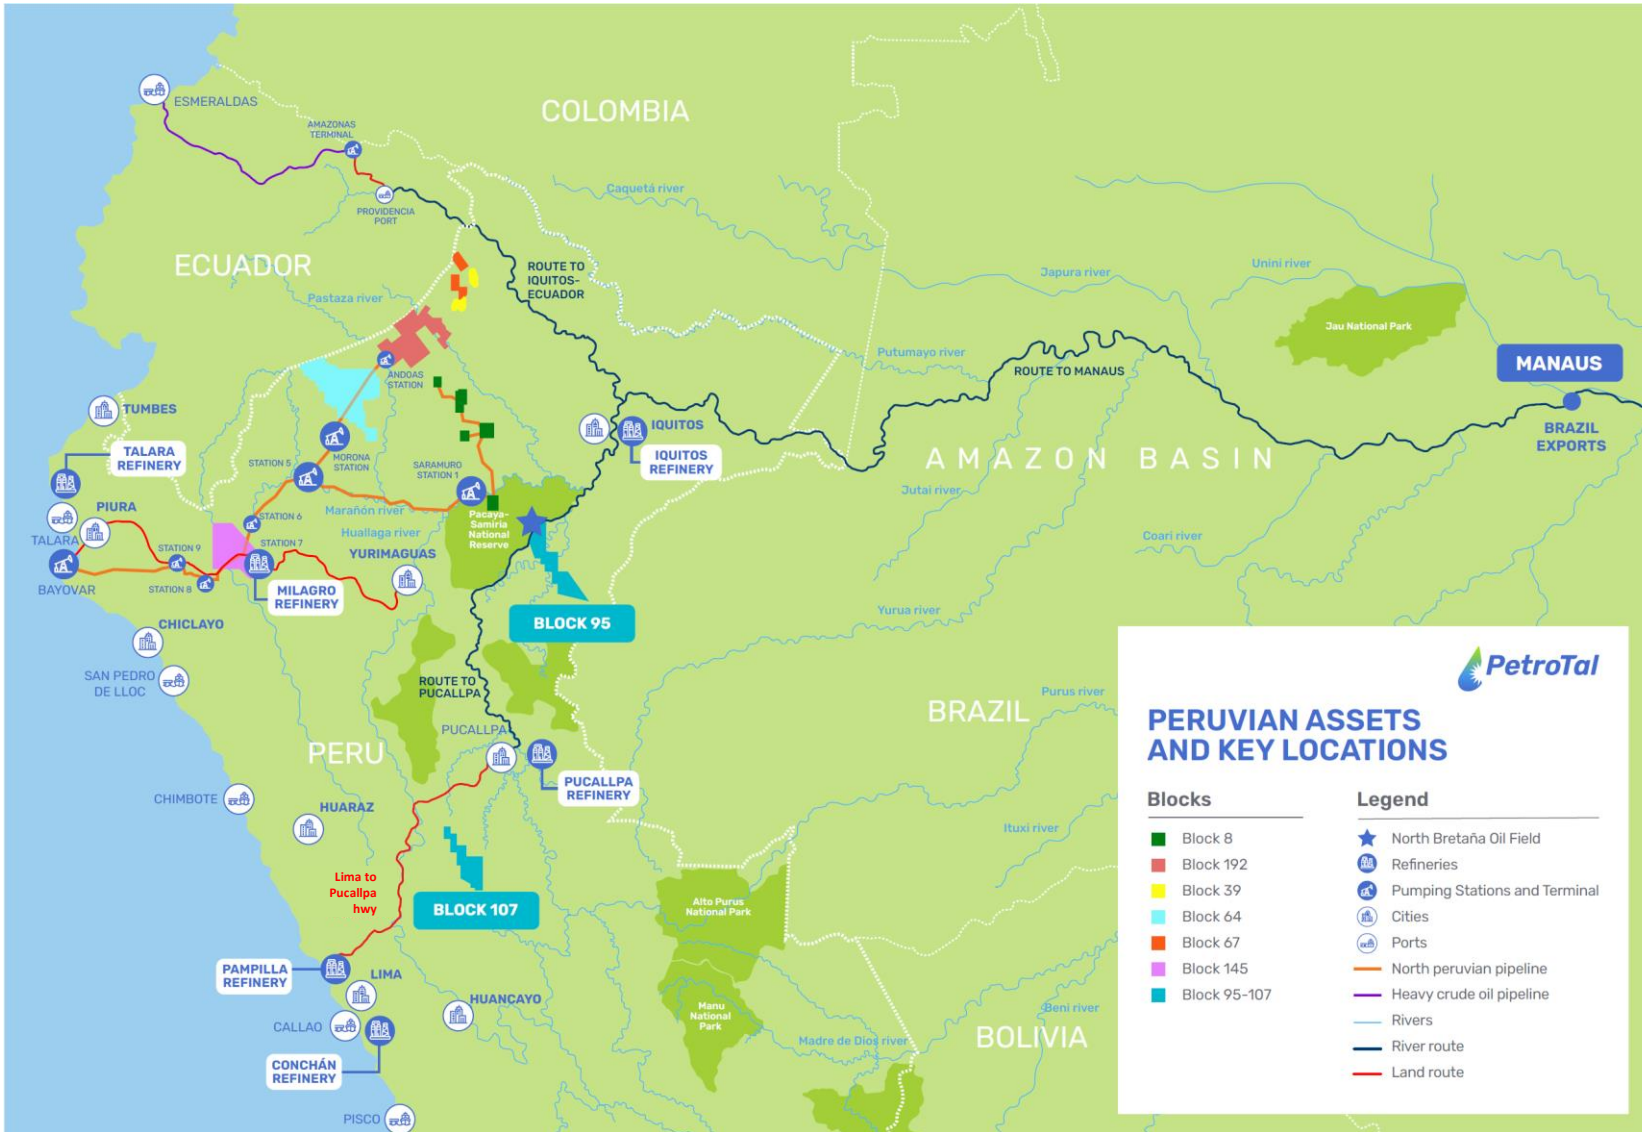 ESMERALDAS
AMAZONAS
TERMINAL
COLOMBIA
Caquetá river
PROVIDENCIA
PORT
ECUADOR
ROUTE TO
IQUITOS-
ECUADOR
Pastaza river
Japura river
Unini river
Jau National Park
Putumayo river
ROUTE TO MANAUS
MANAUS
BRAZIL
EXPORTS
ANDOAS
STATION
TUMBES
TALARA
REFINERY
STATION 5
MORONA
STATION
SARAMURO
STATION 1
IQUITOS
IQUITOS
REFINERY
AMAZON BASIN
Jutai river
Coari river
PIURA
TALARA
STATION 6
Marañón river
Huallaga river
Pacaya-
Samiria
National
Reserve
STATION 9
STATION 7
YURIMAGUAS
BAYOVAR
STATION 8
MILAGRO
REFINERY
BLOCK 95
Yurua river
CHICLAYO
SAN PEDRO
DE LLOC
ROUTE TO
PUCALLPA
BRAZIL
Purus river
PERU
PUCALLPA
PUCALLPA
REFINERY
CHIMBOTE
HUARAZ
Ituxi river
Lima to
Pucallpa
hwy
BLOCK 107
Alto Purus
National Park
PAMPILLA
REFINERY
LIMA
HUANCAYO
CALLAO
CONCHÁN
REFINERY
Manu
National
Park
Madre de Dios river
Beni river
BOLIVIA
PISCO
PetroTal
PERUVIAN ASSETS
AND KEY LOCATIONS
Blocks
Block 8
Block 192
Block 39
Block 64
Block 67
Block 145
Block 95-107
Legend
North Bretaña Oil Field
Refineries
Pumping Stations and Terminal
Cities
Ports
North peruvian pipeline
Heavy crude oil pipeline
Rivers
River route
Land route